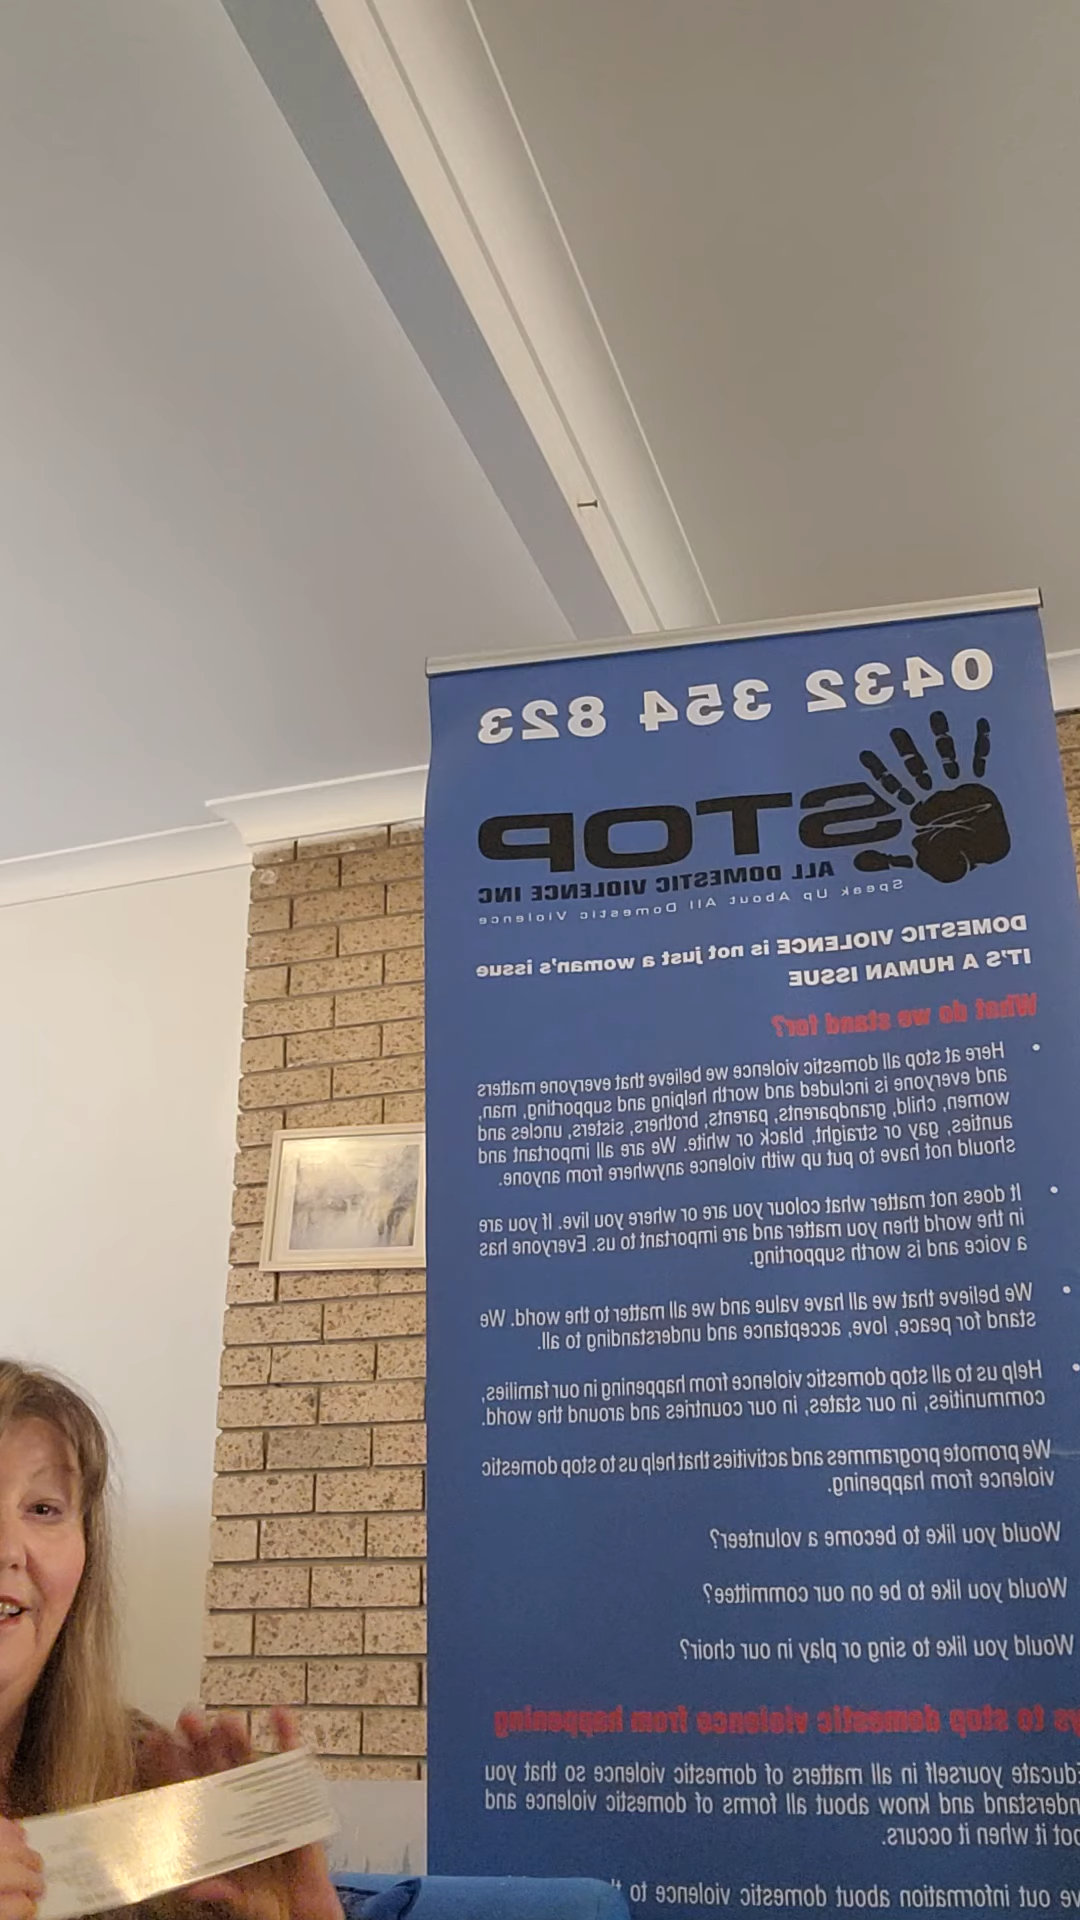 0432 354 823
STOP
ALL DOMESTIC VIOLENCE INC
Speak Up About All Domestic Violence
DOMESTIC VIOLENCE is not just a woman's issue
IT'S A HUMAN ISSUE
What do we stand for?
• Here at stop all domestic violence we believe that everyone matters
and everyone is included and worth helping and supporting, man,
women, child, grandparents, parents, brothers, sisters, uncles and
aunties, gay or straight, black or white. We are all important and
should not have to put up with violence anywhere from anyone.
• It does not matter what colour you are or where you live. If you are
in the world then you matter and are important to us. Everyone has
a voice and is worth supporting.
• We believe that we all have value and we all matter to the world. We
stand for peace, love, acceptance and understanding to all.
• Help us to all stop domestic violence from happening in our families,
communities, in our states, in our countries and around the world.
We promote programmes and activities that help us to stop domestic
violence from happening.
Would you like to become a volunteer?
Would you like to be on our committee?
Would you like to sing or play in our choir?
ys to stop domestic violence from happening
Educate yourself in all matters of domestic violence so that you
nderstand and know about all forms of domestic violence and
pot it when it occurs.
ve out information about domestic violence to